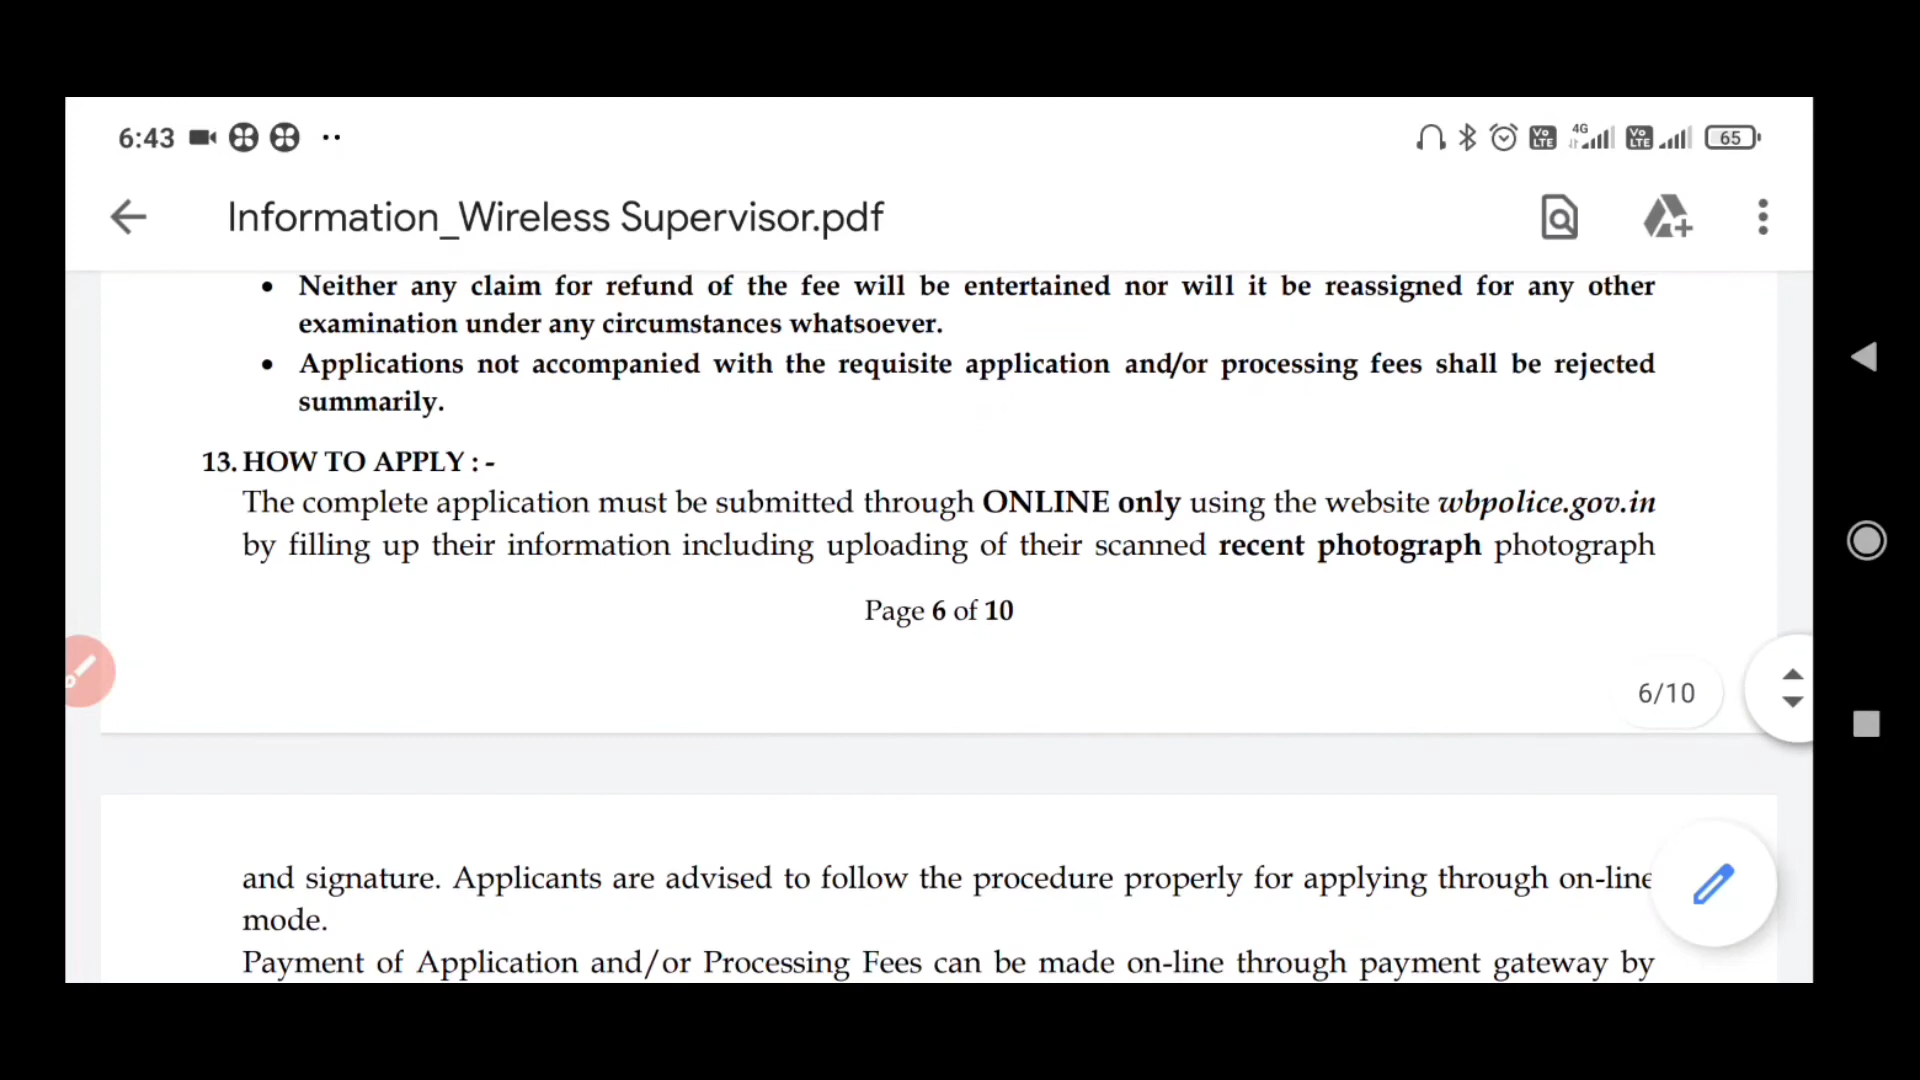 6:43
Vo LTE 4G Vo LTE 65
Information_Wireless Supervisor.pdf
• Neither any claim for refund of the fee will be entertained nor will it be reassigned for any other
examination under any circumstances whatsoever.
• Applications not accompanied with the requisite application and/or processing fees shall be rejected
summarily.
13. HOW TO APPLY : -
The complete application must be submitted through ONLINE only using the website wbpolice.gov.in
by filling up their information including uploading of their scanned recent photograph photograph
Page 6 of 10
6/10
and signature. Applicants are advised to follow the procedure properly for applying through on-line
mode.
Payment of Application and/or Processing Fees can be made on-line through payment gateway by